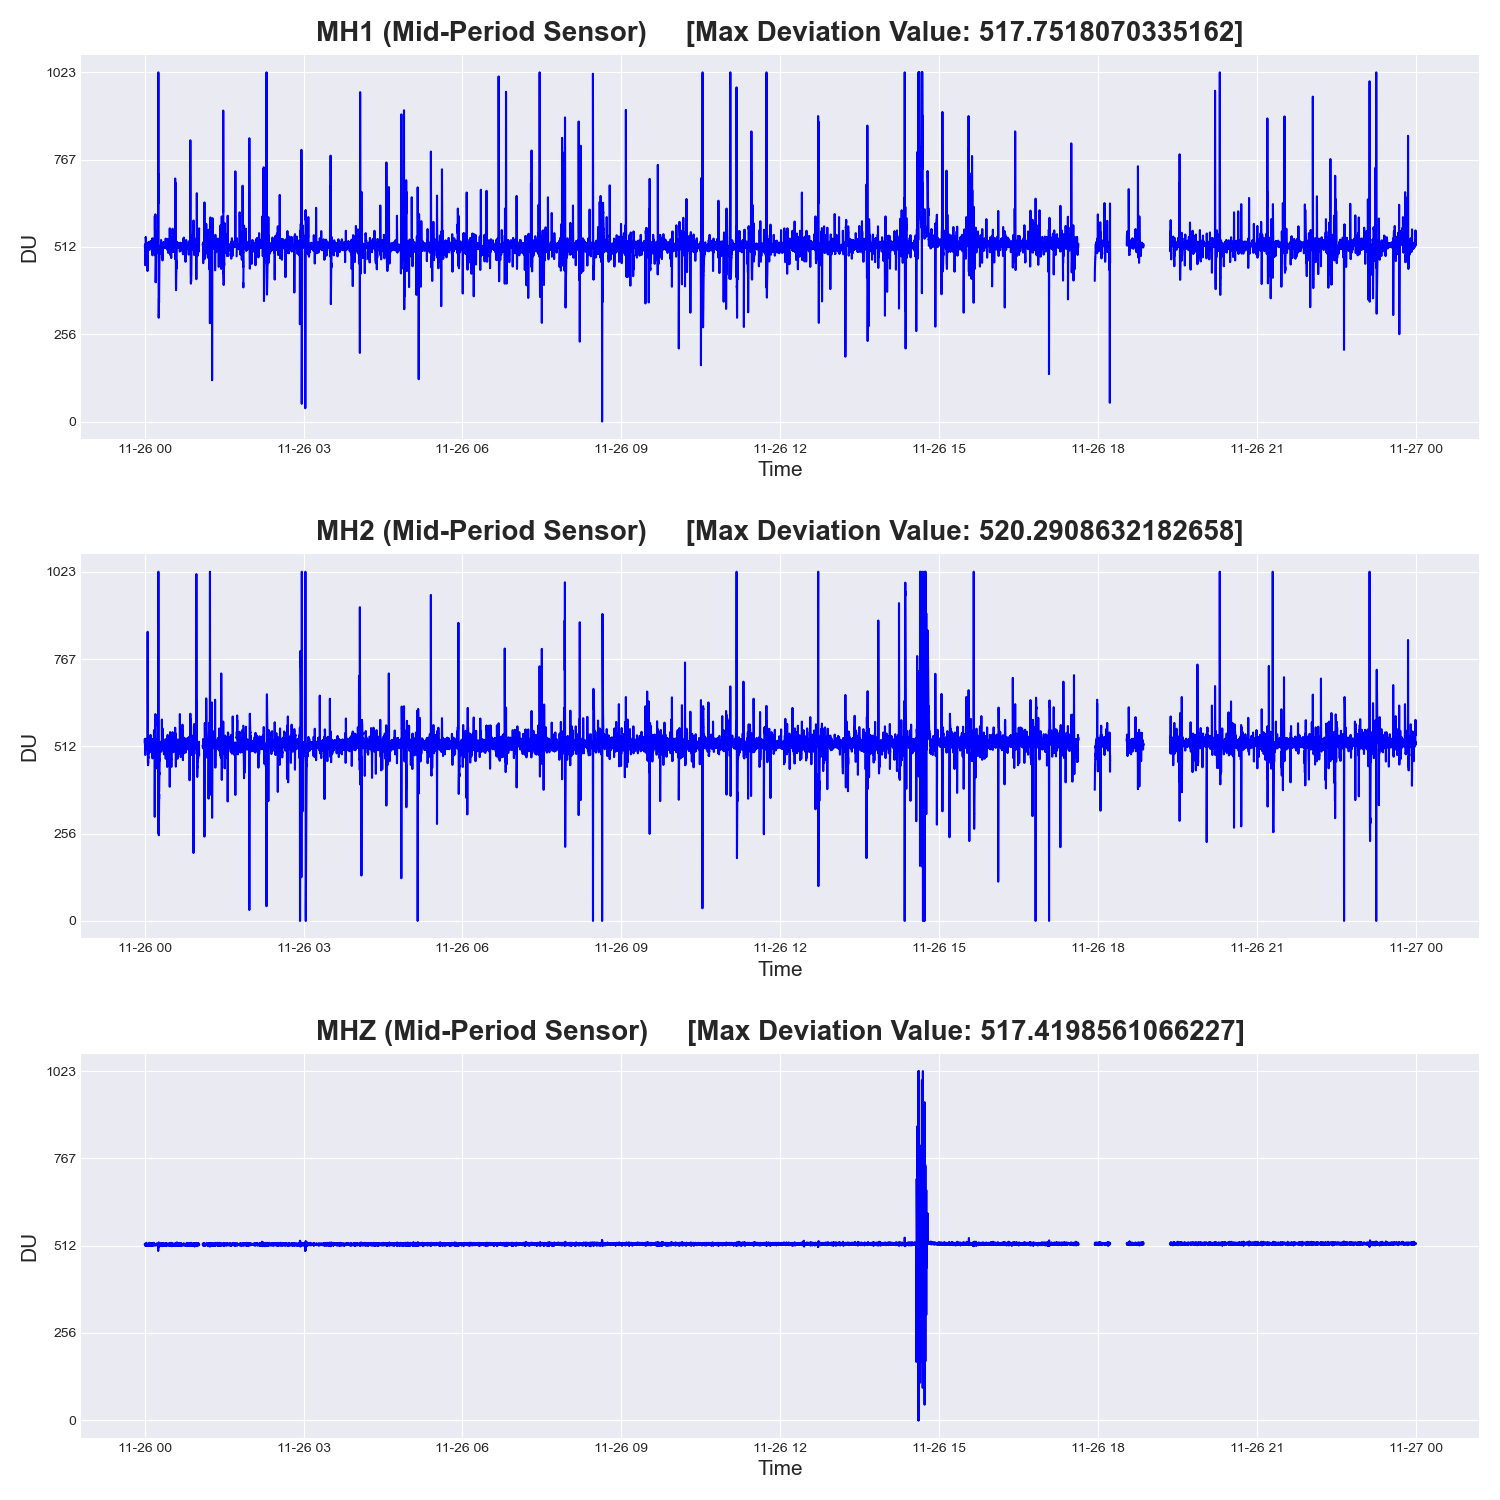 MH1 (Mid-Period Sensor) [Max Deviation Value: 517.7518070335162]
1023
767
512
256
0
DU
11-26 00 11-26 03 11-26 06 11-26 09 11-26 12 11-26 15 11-26 18 11-26 21 11-27 00
Time
MH2 (Mid-Period Sensor) [Max Deviation Value: 520.2908632182658]
1023
767
512
256
0
DU
11-26 00 11-26 03 11-26 06 11-26 09 11-26 12 11-26 15 11-26 18 11-26 21 11-27 00
Time
MHZ (Mid-Period Sensor) [Max Deviation Value: 517.4198561066227]
1023
767
512
256
0
DU
11-26 00 11-26 03 11-26 06 11-26 09 11-26 12 11-26 15 11-26 18 11-26 21 11-27 00
Time